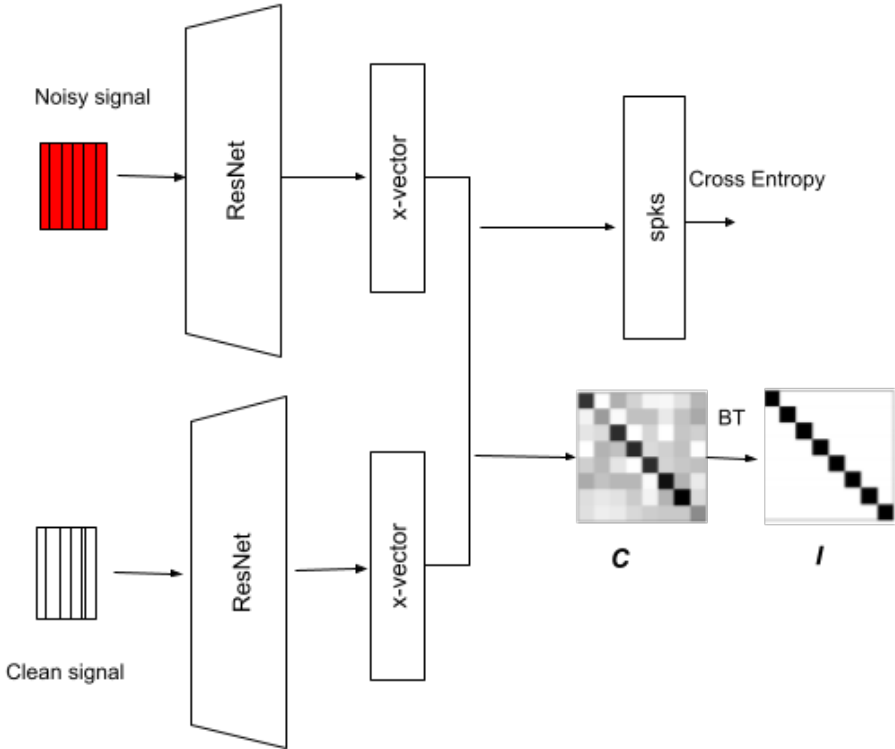 Noisy signal
ResNet
x-vector
spks
Cross Entropy
BT
C
I
ResNet
x-vector
Clean signal